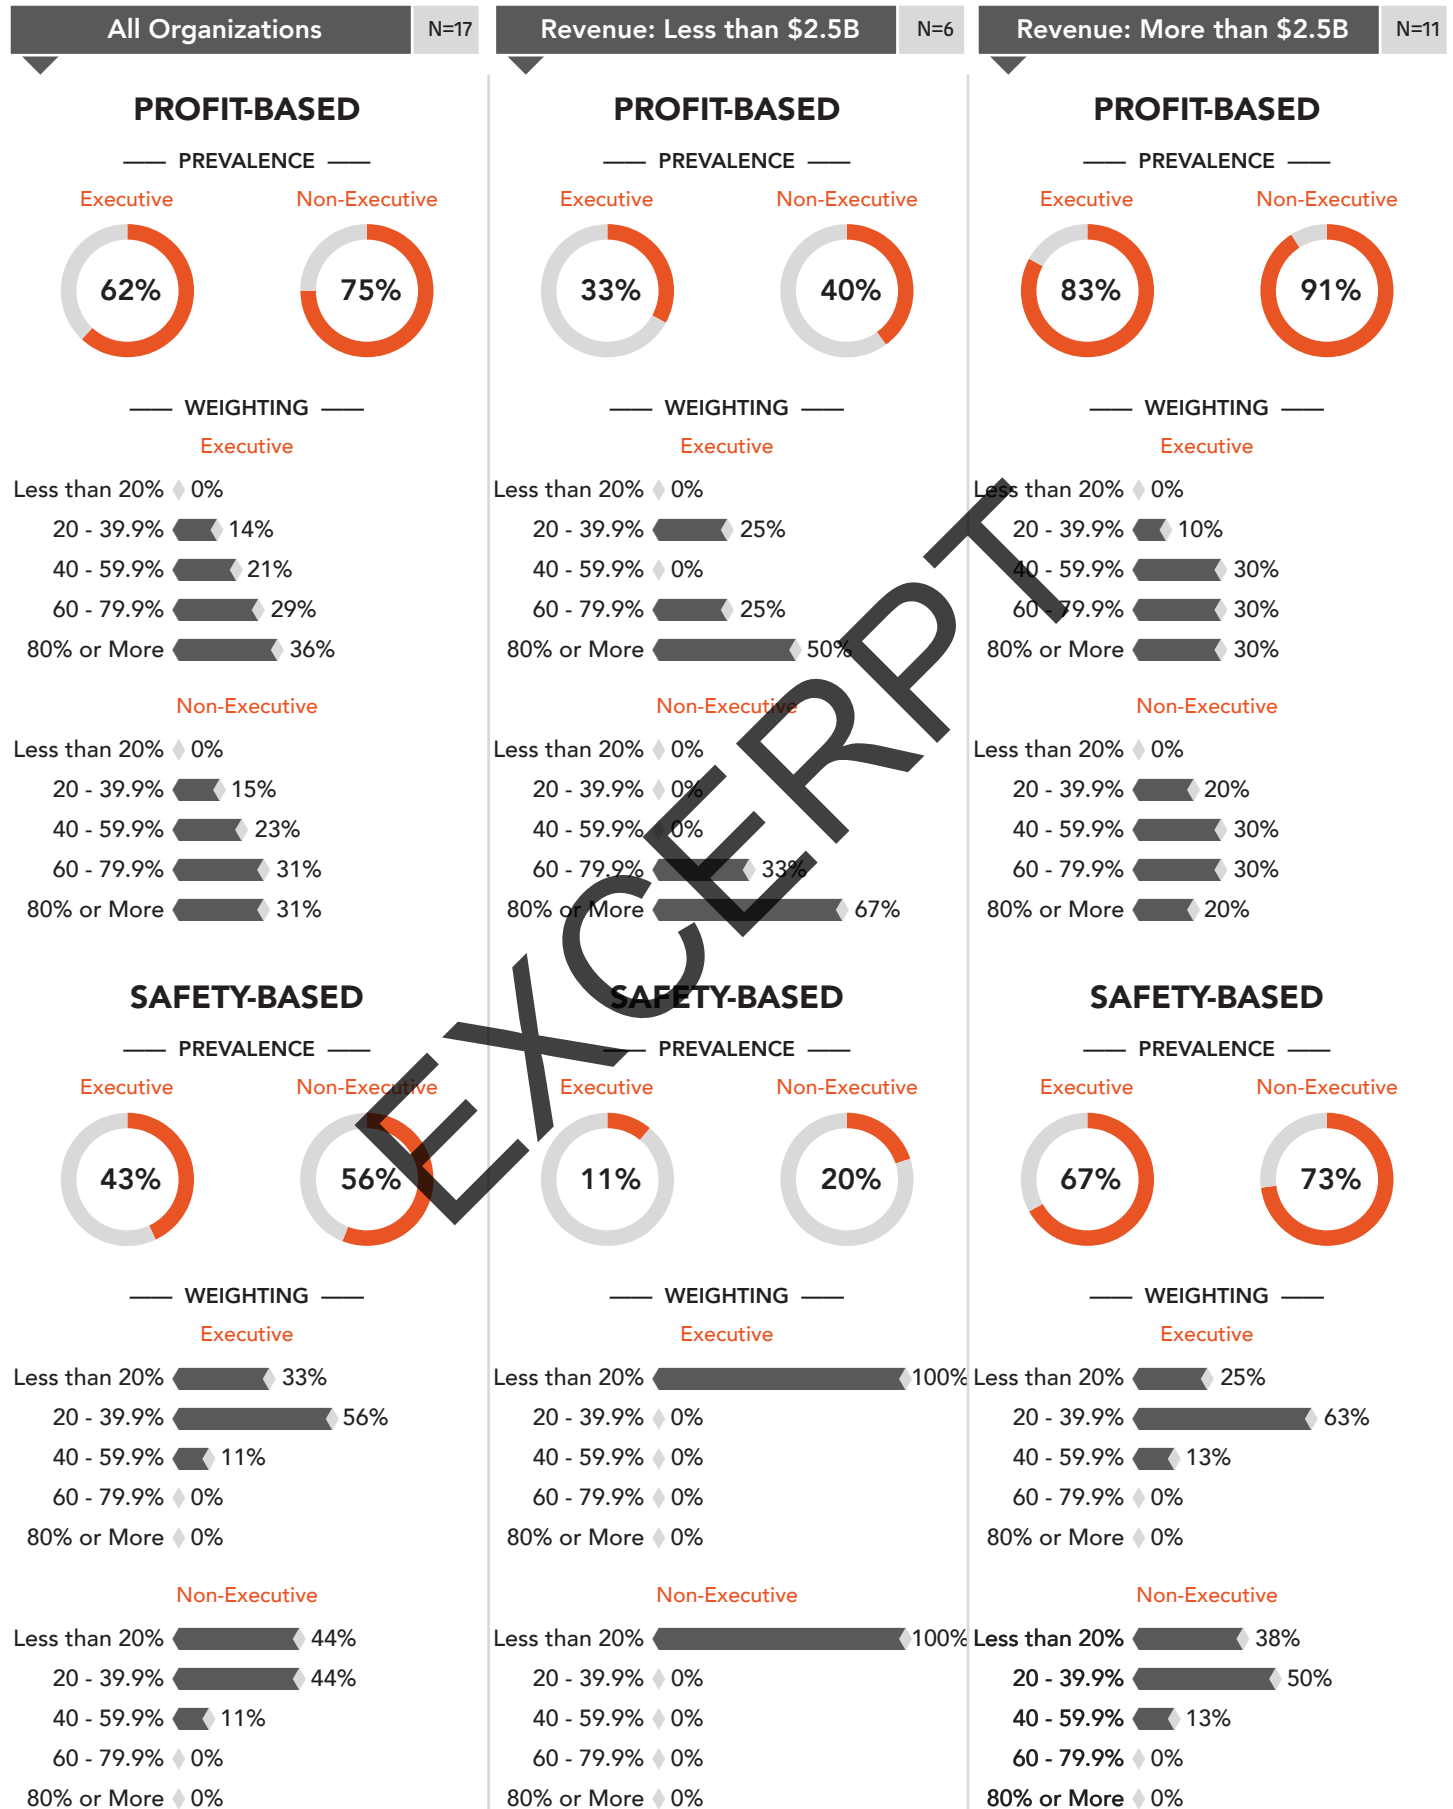 All Organizations N=17
PROFIT-BASED
PREVALENCE
Executive Non-Executive
62% 75%
WEIGHTING
Executive
Less than 20% 0%
20 - 39.9% 14%
40 - 59.9% 21%
60 - 79.9% 29%
80% or More 36%
Non-Executive
Less than 20% 0%
20 - 39.9% 15%
40 - 59.9% 23%
60 - 79.9% 31%
80% or More 31%
SAFETY-BASED
PREVALENCE
Executive Non-Executive
43% 56%
WEIGHTING
Executive
Less than 20% 33%
20 - 39.9% 56%
40 - 59.9% 11%
60 - 79.9% 0%
80% or More 0%
Non-Executive
Less than 20% 44%
20 - 39.9% 44%
40 - 59.9% 11%
60 - 79.9% 0%
80% or More 0%
Revenue: Less than $2.5B N=6
PROFIT-BASED
PREVALENCE
Executive Non-Executive
33% 40%
WEIGHTING
Executive
Less than 20% 0%
20 - 39.9% 25%
40 - 59.9% 0%
60 - 79.9% 25%
80% or More 50%
Non-Executive
Less than 20% 0%
20 - 39.9% 0%
40 - 59.9% 0%
60 - 79.9% 33%
80% or More 67%
SAFETY-BASED
PREVALENCE
Executive Non-Executive
11% 20%
WEIGHTING
Executive
Less than 20% 100%
20 - 39.9% 0%
40 - 59.9% 0%
60 - 79.9% 0%
80% or More 0%
Non-Executive
Less than 20% 100%
20 - 39.9% 0%
40 - 59.9% 0%
60 - 79.9% 0%
80% or More 0%
Revenue: More than $2.5B N=11
PROFIT-BASED
PREVALENCE
Executive Non-Executive
83% 91%
WEIGHTING
Executive
Less than 20% 0%
20 - 39.9% 10%
40 - 59.9% 30%
60 - 79.9% 30%
80% or More 30%
Non-Executive
Less than 20% 0%
20 - 39.9% 20%
40 - 59.9% 30%
60 - 79.9% 30%
80% or More 20%
SAFETY-BASED
PREVALENCE
Executive Non-Executive
67% 73%
WEIGHTING
Executive
Less than 20% 25%
20 - 39.9% 63%
40 - 59.9% 13%
60 - 79.9% 0%
80% or More 0%
Non-Executive
Less than 20% 38%
20 - 39.9% 50%
40 - 59.9% 13%
60 - 79.9% 0%
80% or More 0%
EXCERPT